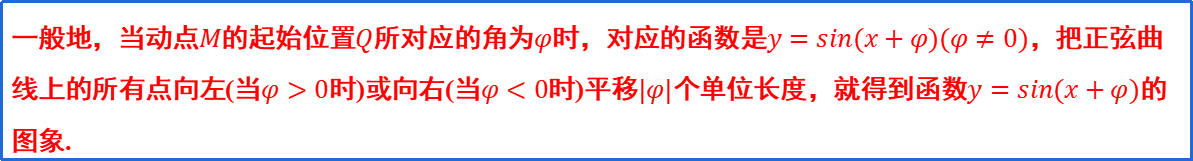 一般地，当动点M的起始位置Q所对应的角为φ时，对应的函数是y = sin(x + φ)(φ ≠ 0)，把正弦曲
线上的所有点向左(当φ > 0时)或向右(当φ < 0时)平移|φ|个单位长度，就得到函数y = sin(x + φ)的
图象.